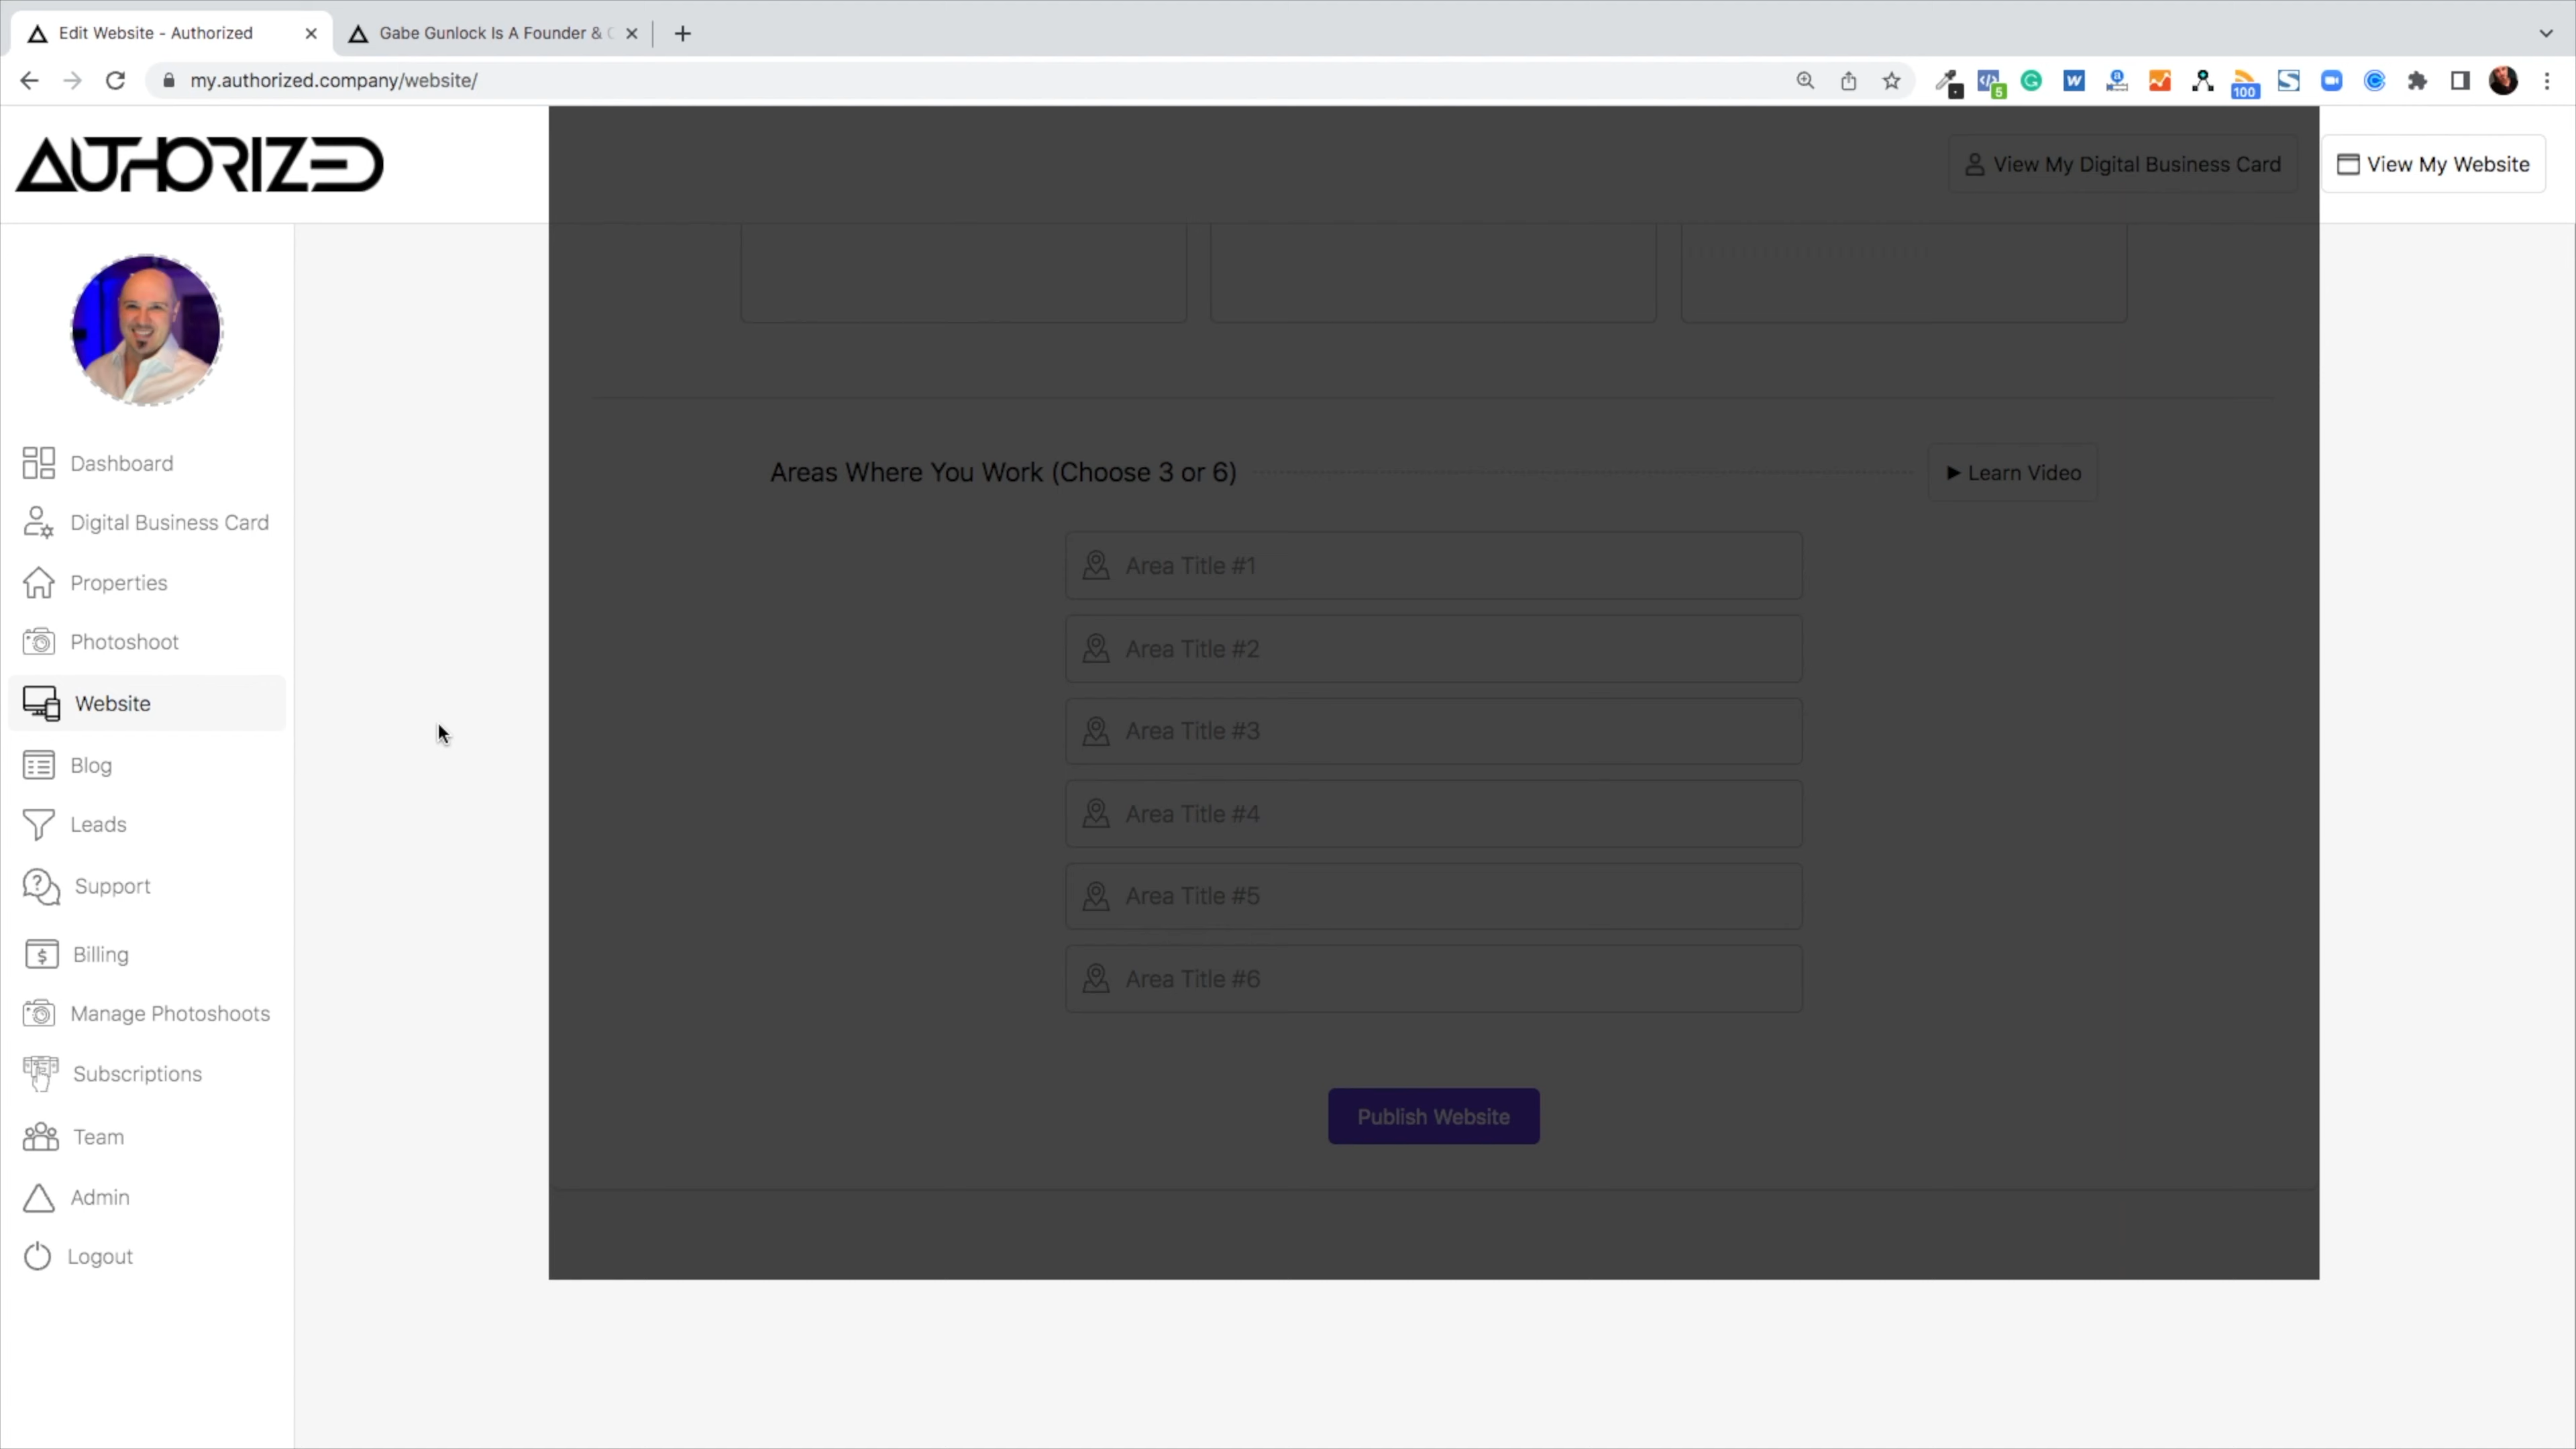 Edit Website - Authorized
Gabe Gunlock Is A Founder &
my.authorized.company/website/
5
W
100
AUTHORIZED
View My Digital Business Card
View My Website
Dashboard
Digital Business Card
Properties
Photoshoot
Website
Blog
Leads
Support
Billing
Manage Photoshoots
Subscriptions
Team
Admin
Logout
Areas Where You Work (Choose 3 or 6)
Learn Video
Area Title #1
Area Title #2
Area Title #3
Area Title #4
Area Title #5
Area Title #6
Publish Website